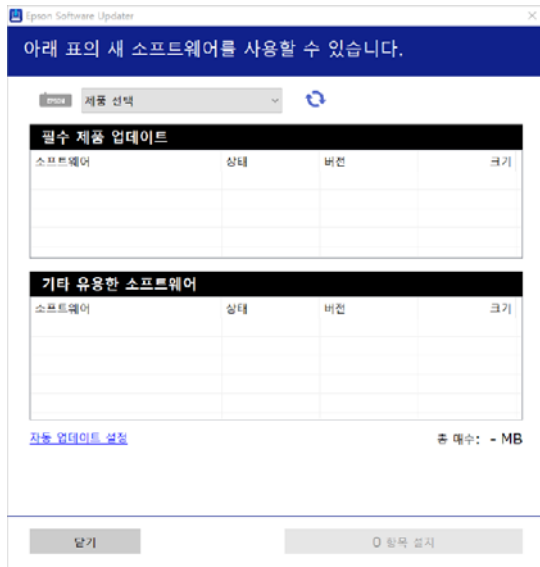 Epson Software Updater
아래 표의 새 소프트웨어를 사용할 수 있습니다.
EPSON 제품 선택
필수 제품 업데이트
소프트웨어 상태 버전 크기
기타 유용한 소프트웨어
소프트웨어 상태 버전 크기
자동 업데이트 설정 총 매수: - MB
닫기 0 항목 설치